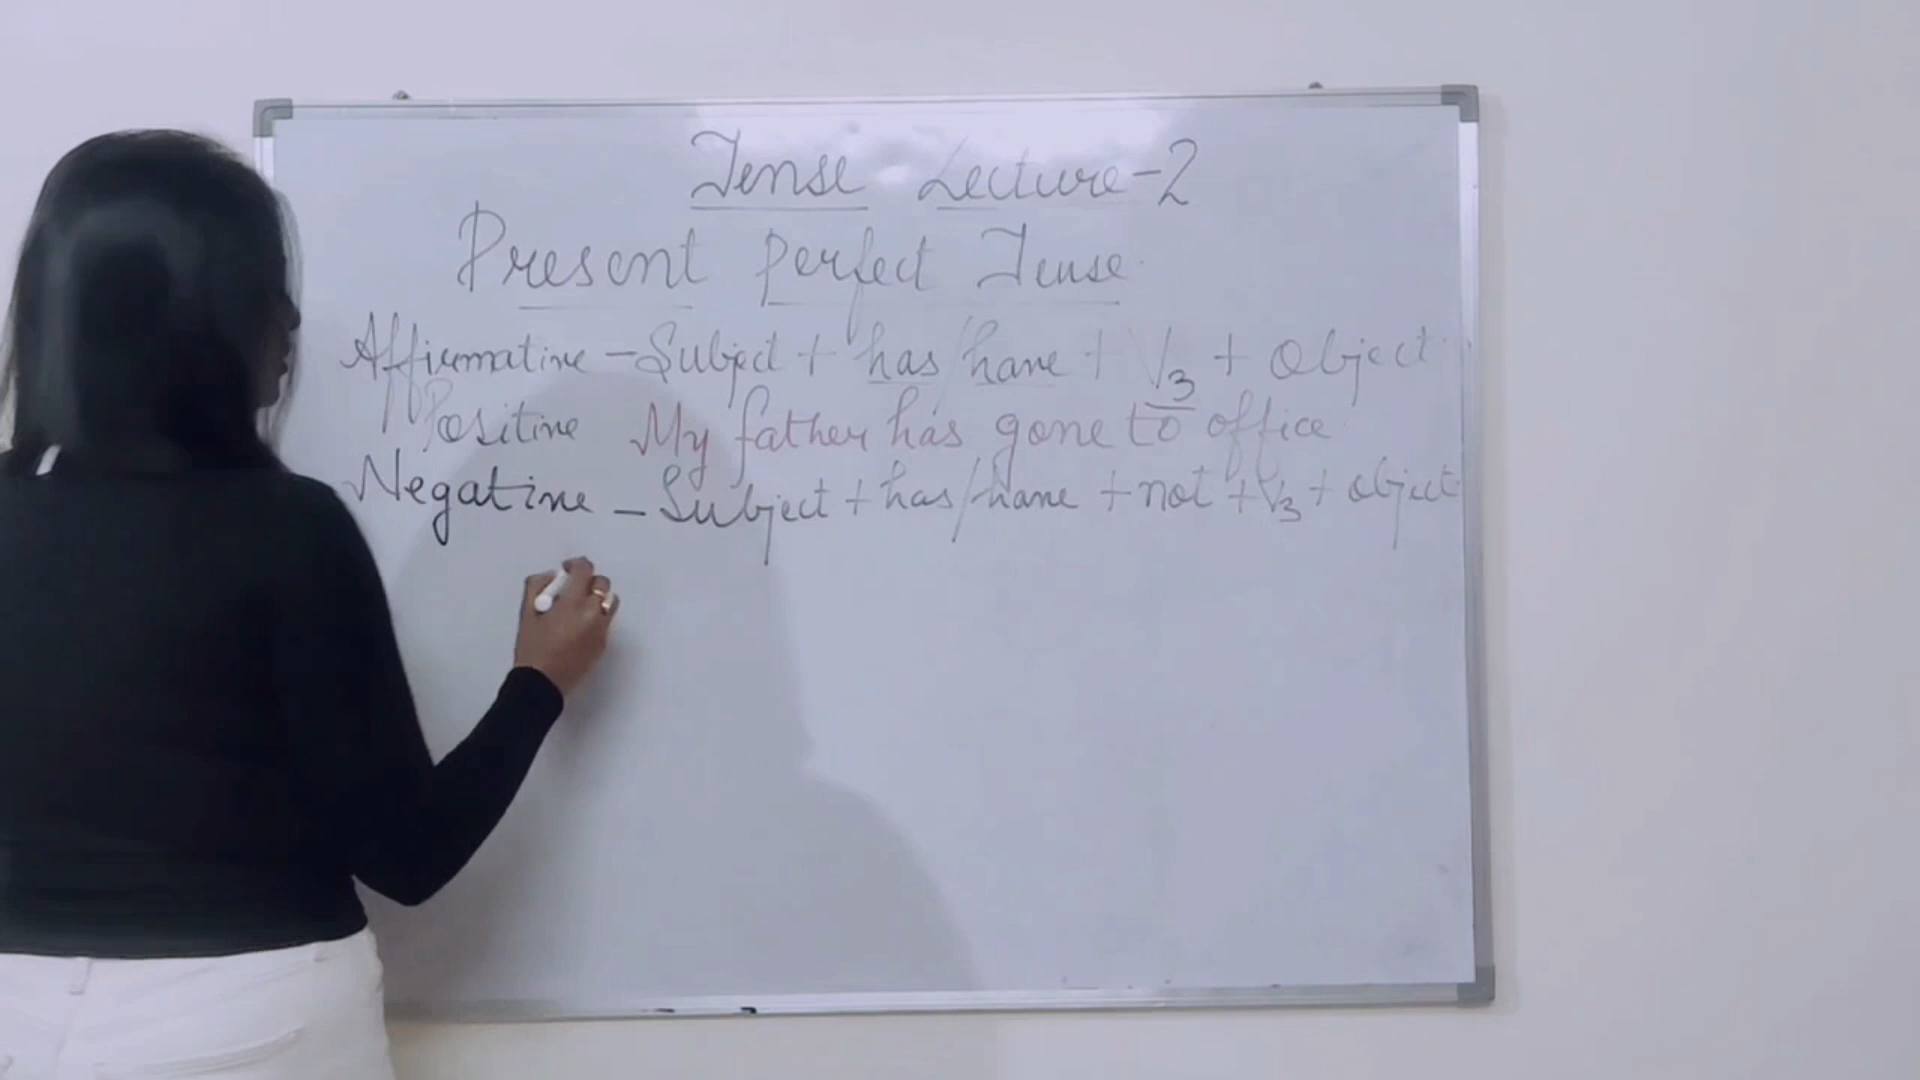 Tense Lecture-2
Present perfect Tense.
Affirmative - Subject + has/have + V3 + Object.
Positive My father has gone to office.
Negative - Subject + has/have + not + V3 + object